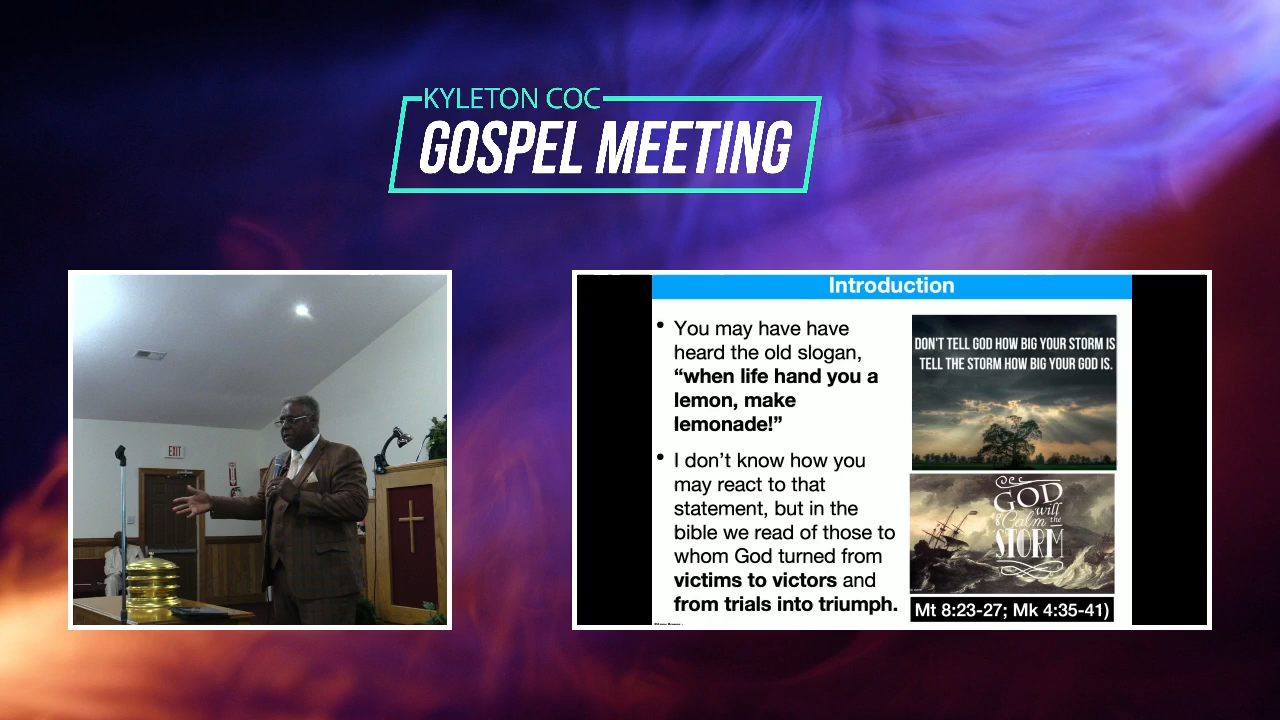 KYLETON COC
GOSPEL MEETING
EXIT
Introduction
• You may have have
heard the old slogan,
“when life hand you a
lemon, make
lemonade!”
• I don’t know how you
may react to that
statement, but in the
bible we read of those to
whom God turned from
victims to victors and
from trials into triumph.
DON'T TELL GOD HOW BIG YOUR STORM IS
TELL THE STORM HOW BIG YOUR GOD IS.
GOD
will
Calm the
STORM
Mt 8:23-27; Mk 4:35-41)